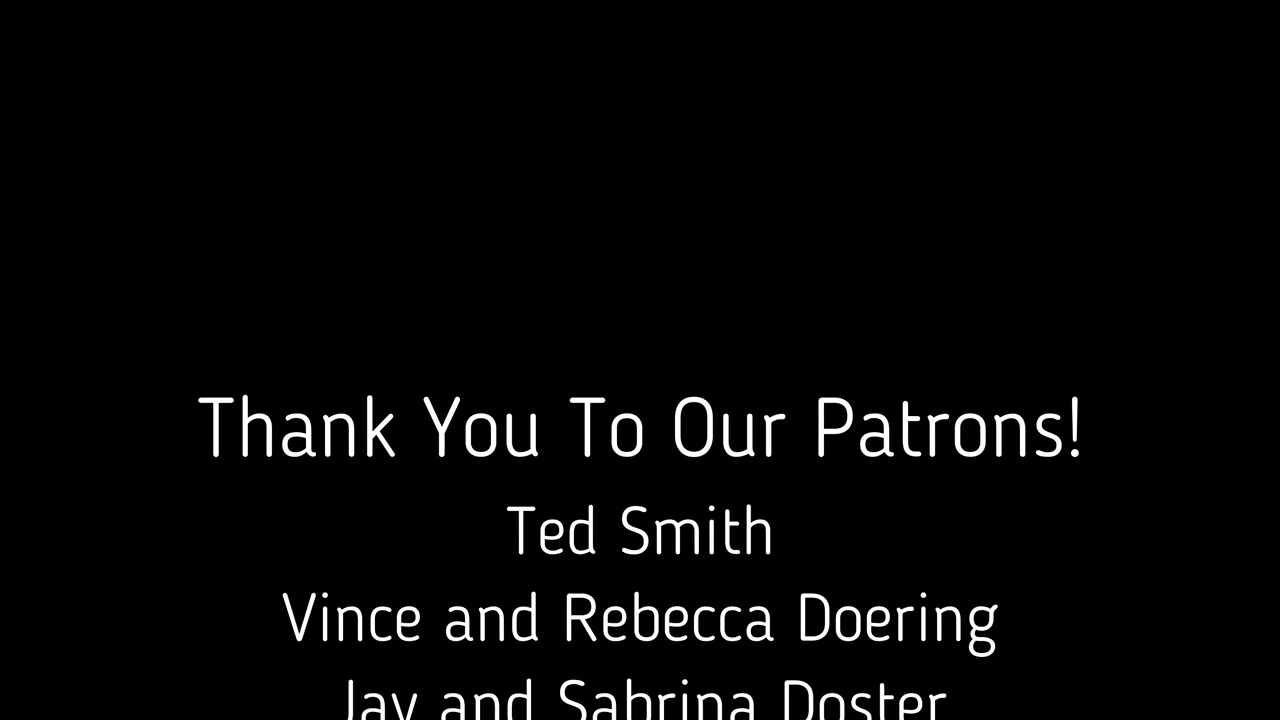 Thank You To Our Patrons!
Ted Smith
Vince and Rebecca Doering
Jay and Sabrina Doster